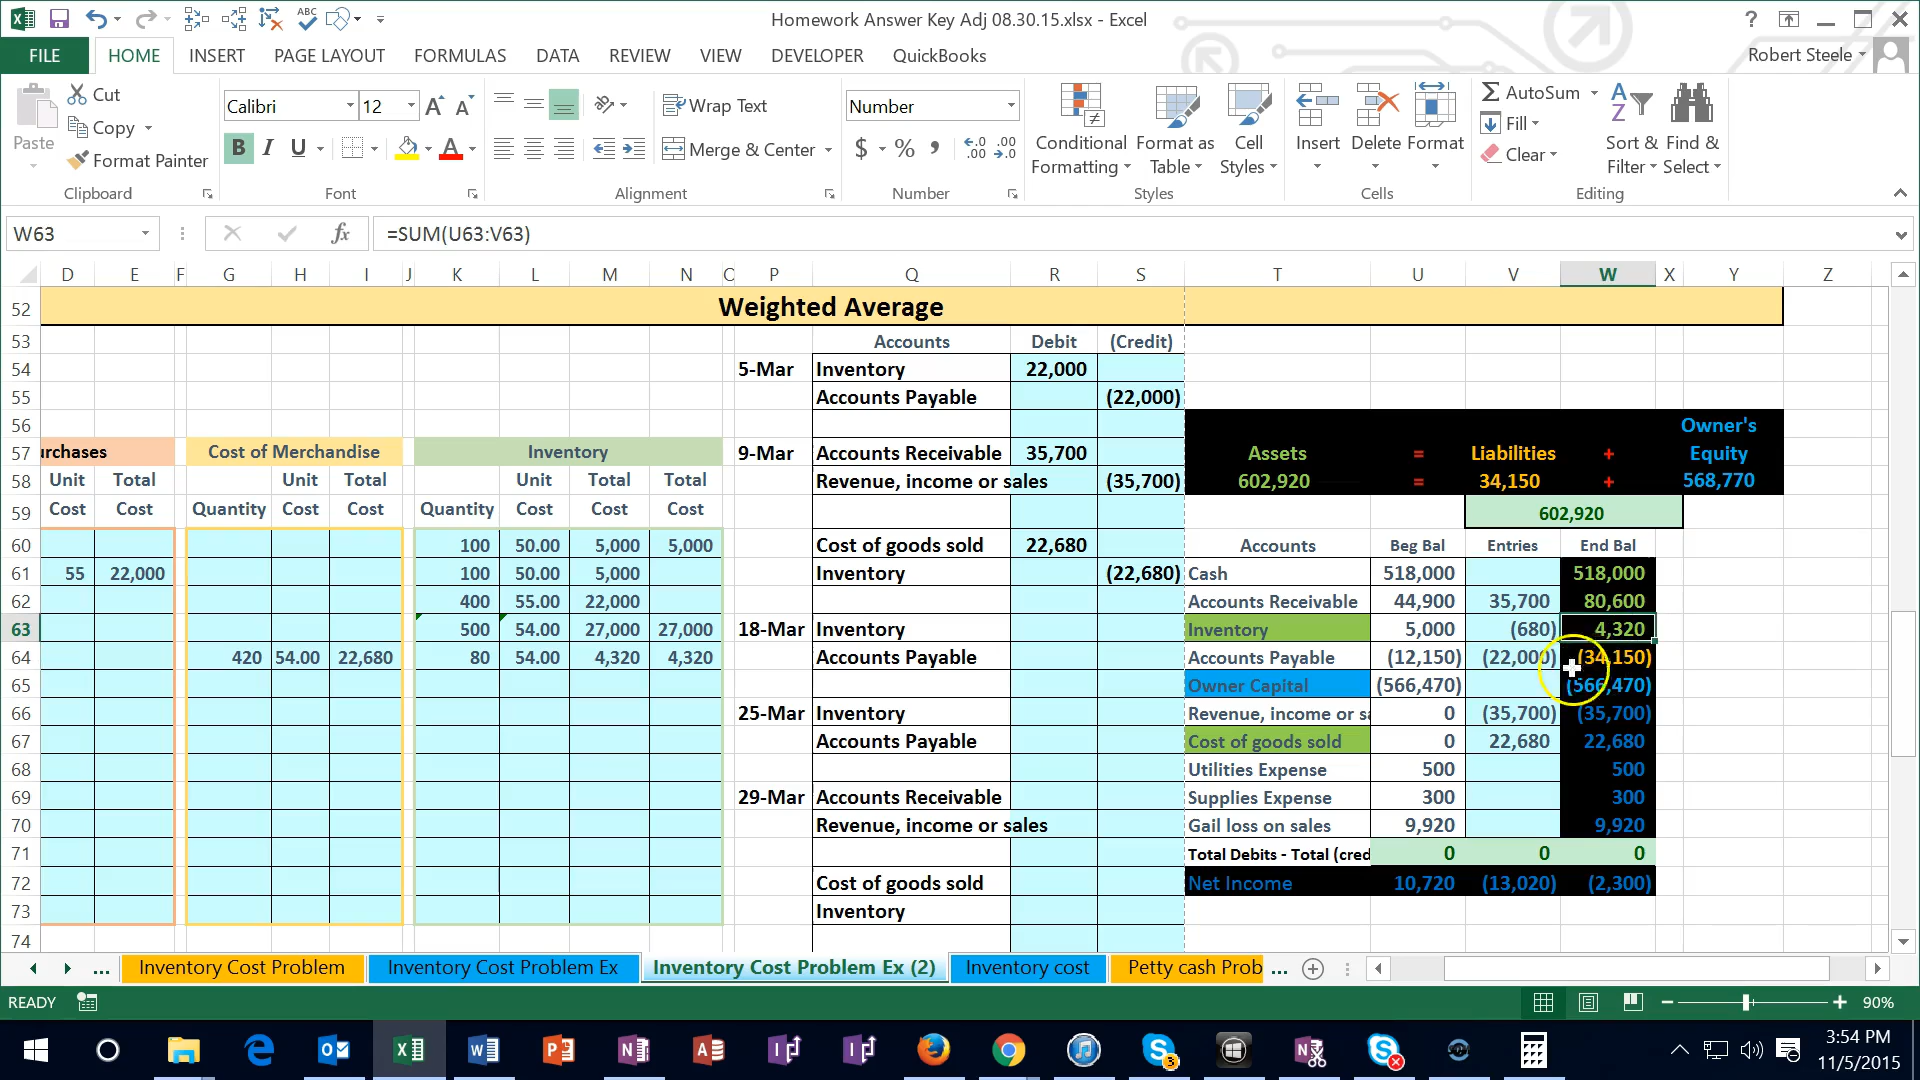 Homework Answer Key Adj 08.30.15.xlsx - Excel
FILE HOME INSERT PAGE LAYOUT FORMULAS DATA REVIEW VIEW DEVELOPER QuickBooks Robert Steele
Paste Cut Copy Format Painter Clipboard
Calibri 12 B I U A Font
Wrap Text Merge & Center Alignment
Number $ % Number
Conditional Formatting Format as Table Cell Styles Styles
Insert Delete Format Cells
AutoSum Fill Clear Sort & Filter Find & Select Editing
W63 fx =SUM(U63:V63)
D E F G H I J K L M N O P Q R S T U V W X Y Z
52 Weighted Average
53 Accounts Debit (Credit)
54 5-Mar Inventory 22,000
55 Accounts Payable (22,000)
56 Owner's
57 urchases Cost of Merchandise Inventory 9-Mar Accounts Receivable 35,700 Assets = Liabilities + Equity
58 Unit Total Unit Total Unit Total Total Revenue, income or sales (35,700) 602,920 = 34,150 + 568,770
59 Cost Cost Quantity Cost Cost Quantity Cost Cost Cost 602,920
60 100 50.00 5,000 5,000 Cost of goods sold 22,680 Accounts Beg Bal Entries End Bal
61 55 22,000 100 50.00 5,000 Inventory (22,680) Cash 518,000 518,000
62 400 55.00 22,000 Accounts Receivable 44,900 35,700 80,600
63 500 54.00 27,000 27,000 18-Mar Inventory Inventory 5,000 (680) 4,320
64 420 54.00 22,680 80 54.00 4,320 4,320 Accounts Payable Accounts Payable (12,150) (22,000) (34,150)
65 Owner Capital (566,470) (566,470)
66 25-Mar Inventory Revenue, income or sa 0 (35,700) (35,700)
67 Accounts Payable Cost of goods sold 0 22,680 22,680
68 Utilities Expense 500 500
69 29-Mar Accounts Receivable Supplies Expense 300 300
70 Revenue, income or sales Gail loss on sales 9,920 9,920
71 Total Debits - Total (cred 0 0 0
72 Cost of goods sold Net Income 10,720 (13,020) (2,300)
73 Inventory
74
... Inventory Cost Problem Inventory Cost Problem Ex Inventory Cost Problem Ex (2) Inventory cost Petty cash Prob ...
READY 90%
3:54 PM
11/5/2015